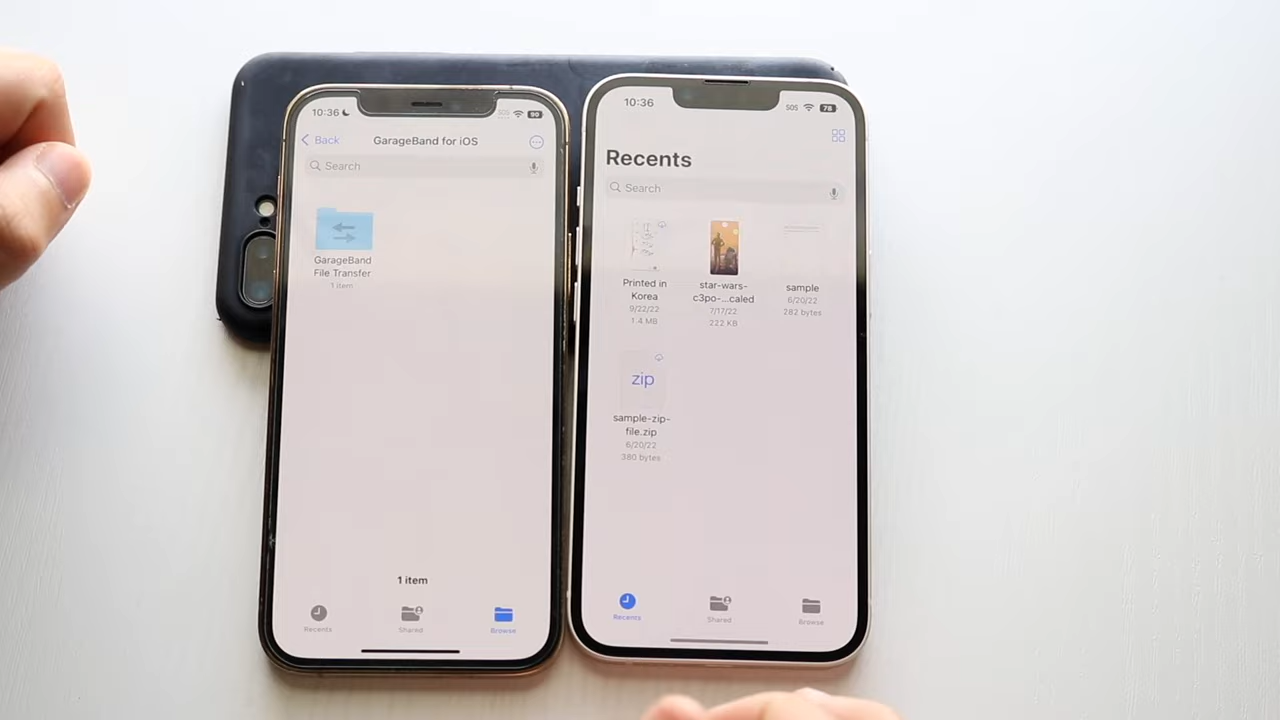 10:36
SOS
90
Back
GarageBand for iOS
Search
GarageBand
File Transfer
1 item
1 item
Recents
Shared
Browse
10:36
SOS
78
Recents
Search
Printed in
Korea
9/22/22
1.4 MB
star-wars-
c3po-...caled
7/17/22
222 KB
sample
6/20/22
282 bytes
zip
sample-zip-
file.zip
6/20/22
380 bytes
Recents
Shared
Browse